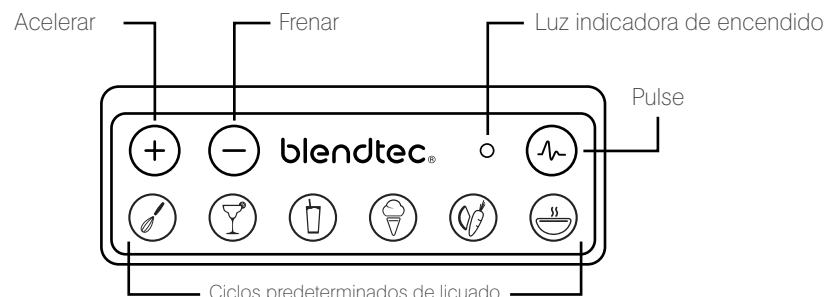 Acelerar
Frenar
Luz indicadora de encendido
Pulse
blendtec®
Ciclos predeterminados de licuado